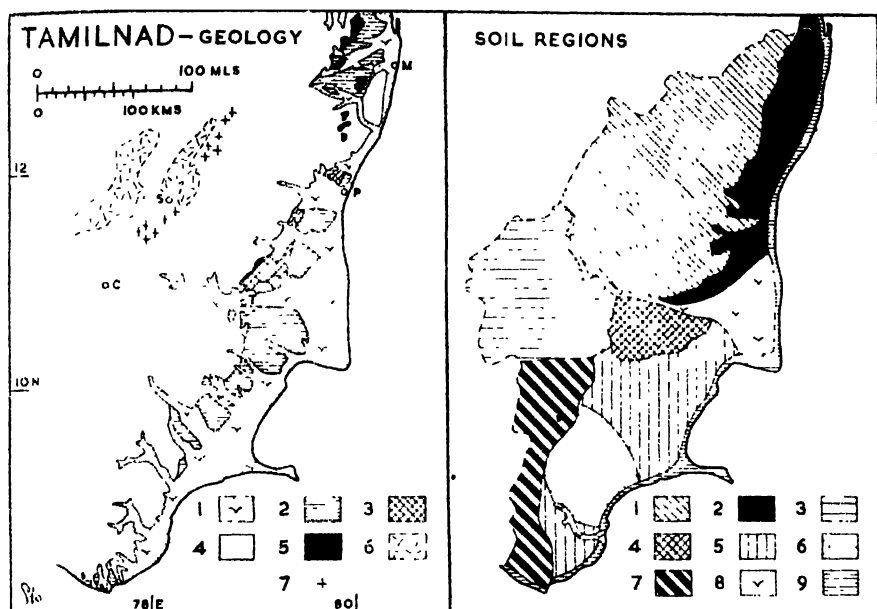 TAMILNAD – GEOLOGY
0 100 MLS
0 100 KMS
M
12
P
S
C
10 N
1 2 3
4 5 6
7 +
78 E 80
SOIL REGIONS
1 2 3
4 5 6
7 8 9